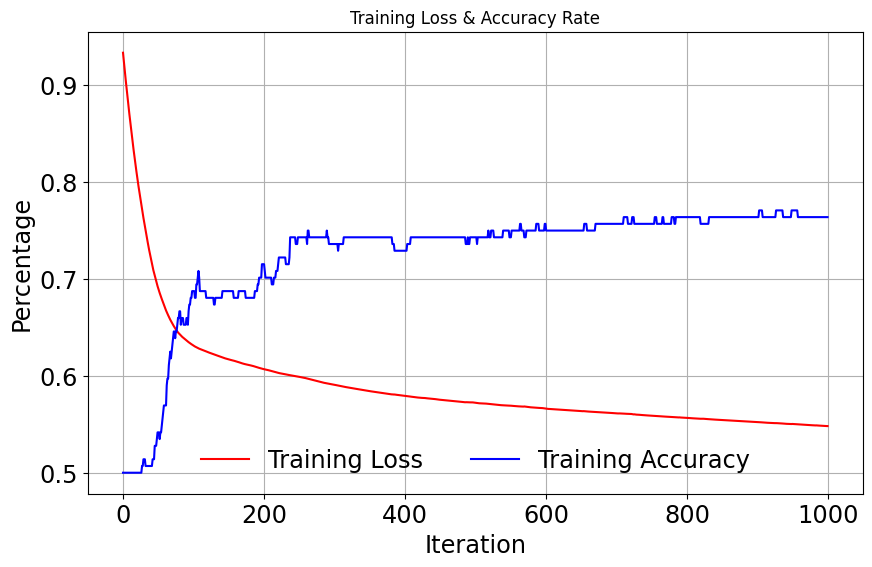 Training Loss & Accuracy Rate
Percentage
0.9
0.8
0.7
0.6
0.5
Training Loss Training Accuracy
0 200 400 600 800 1000
Iteration